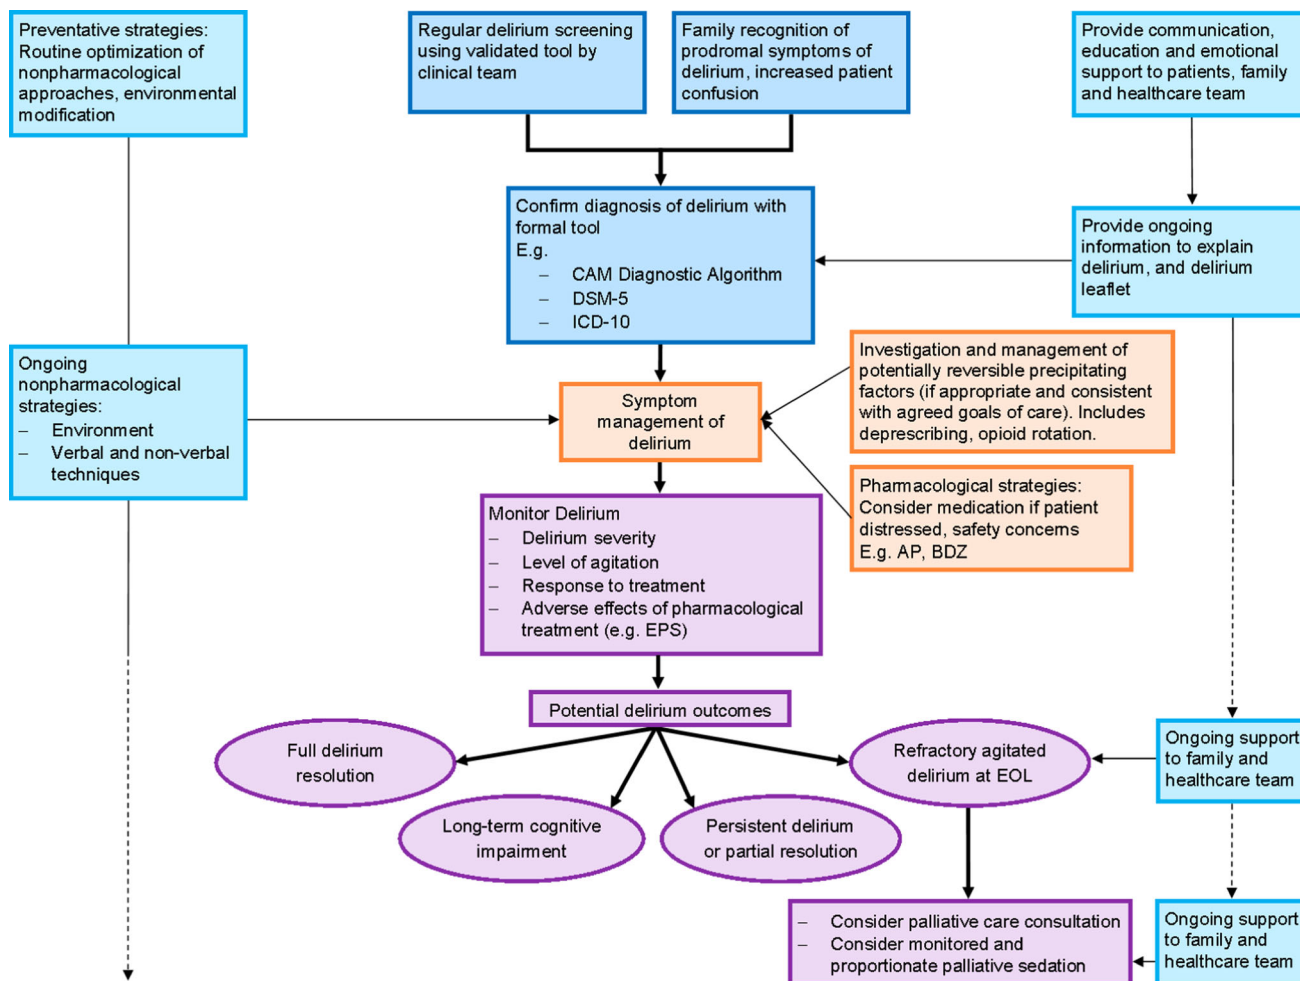 Preventative strategies:
Routine optimization of
nonpharmacological
approaches, environmental
modification
Regular delirium screening
using validated tool by
clinical team
Family recognition of
prodromal symptoms of
delirium, increased patient
confusion
Provide communication,
education and emotional
support to patients, family
and healthcare team
Confirm diagnosis of delirium with
formal tool
E.g.
– CAM Diagnostic Algorithm
– DSM-5
– ICD-10
Provide ongoing
information to explain
delirium, and delirium
leaflet
Ongoing
nonpharmacological
strategies:
– Environment
– Verbal and non-verbal
techniques
Symptom
management of
delirium
Investigation and management of
potentially reversible precipitating
factors (if appropriate and consistent
with agreed goals of care). Includes
deprescribing, opioid rotation.
Pharmacological strategies:
Consider medication if patient
distressed, safety concerns
E.g. AP, BDZ
Monitor Delirium
– Delirium severity
– Level of agitation
– Response to treatment
– Adverse effects of pharmacological
treatment (e.g. EPS)
Potential delirium outcomes
Full delirium
resolution
Long-term cognitive
impairment
Persistent delirium
or partial resolution
Refractory agitated
delirium at EOL
Ongoing support
to family and
healthcare team
– Consider palliative care consultation
– Consider monitored and
proportionate palliative sedation
Ongoing support
to family and
healthcare team